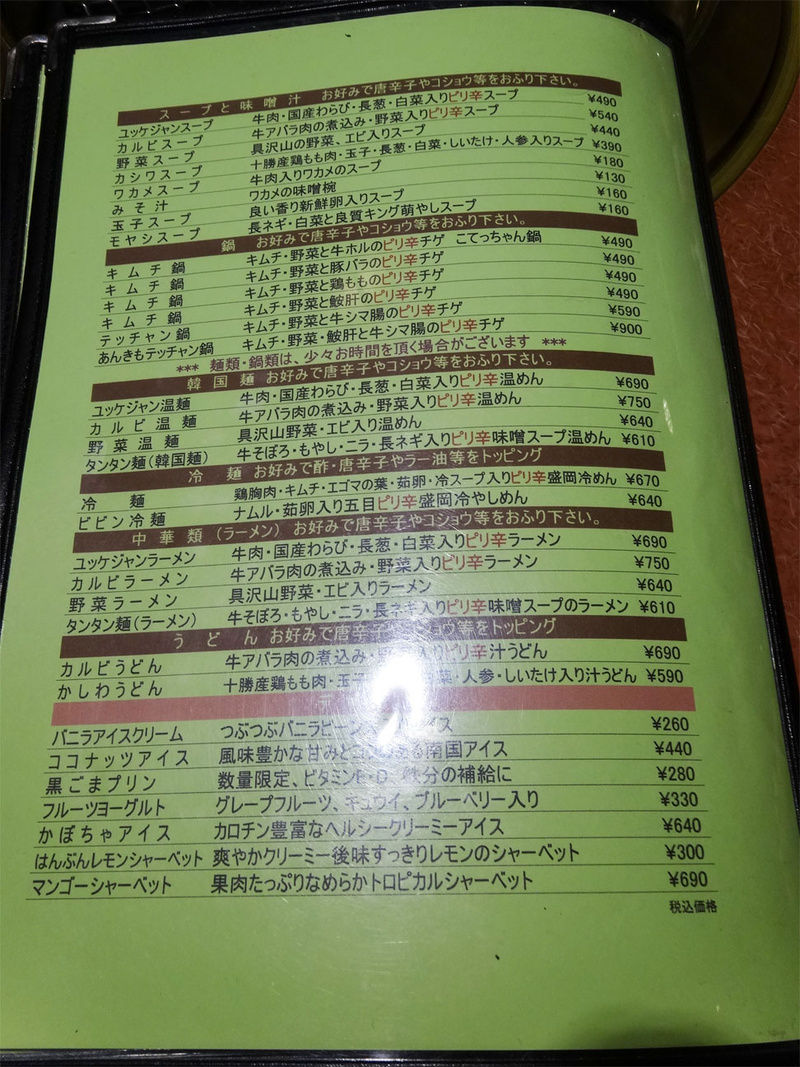 スープと味噌汁 お好みで唐辛子やコショウ等をおふり下さい。
ユッケジャンスープ 牛肉・国産わらび・長葱・白菜入りピリ辛スープ ¥490
カルビスープ 牛アバラ肉の煮込み・野菜入りピリ辛スープ ¥540
野菜スープ 具沢山の野菜、エビ入りスープ ¥440
カシワスープ 十勝産鶏もも肉・玉子・長葱・白菜・しいたけ・人参入りスープ ¥390
ワカメスープ 牛肉入りワカメのスープ ¥180
みそ汁 ワカメの味噌椀 ¥130
玉子スープ 良い香り新鮮卵入りスープ ¥160
モヤシスープ 長ネギ・白菜と良質キング萌やしスープ ¥160
鍋 お好みで唐辛子やコショウ等をおふり下さい。
キムチ鍋 キムチ・野菜と牛ホルのピリ辛チゲ こてっちゃん鍋 ¥490
キムチ鍋 キムチ・野菜と豚バラのピリ辛チゲ ¥490
キムチ鍋 キムチ・野菜と鶏もものピリ辛チゲ ¥490
キムチ鍋 キムチ・野菜と鮟肝のピリ辛チゲ ¥490
テッチャン鍋 キムチ・野菜と牛シマ腸のピリ辛チゲ ¥590
あんきもテッチャン鍋 キムチ・野菜・鮟肝と牛シマ腸のピリ辛チゲ ¥900
*** 麺類・鍋類は、少々お時間を頂く場合がございます ***
韓国麺 お好みで唐辛子やコショウ等をおふり下さい。
ユッケジャン温麺 牛肉・国産わらび・長葱・白菜入りピリ辛温めん ¥690
カルビ温麺 牛アバラ肉の煮込み・野菜入りピリ辛温めん ¥750
野菜温麺 具沢山野菜・エビ入り温めん ¥640
タンタン麺(韓国麺) 牛そぼろ・もやし・ニラ・長ネギ入りピリ辛味噌スープ温めん ¥610
冷麺 お好みで酢・唐辛子やラー油等をトッピング
冷麺 鶏胸肉・キムチ・エゴマの葉・茹卵・冷スープ入りピリ辛盛岡冷めん ¥670
ビビン冷麺 ナムル・茹卵入り五目ピリ辛盛岡冷やしめん ¥640
中華類(ラーメン) お好みで唐辛子やコショウ等をおふり下さい。
ユッケジャンラーメン 牛肉・国産わらび・長葱・白菜入りピリ辛ラーメン ¥690
カルビラーメン 牛アバラ肉の煮込み・野菜入りピリ辛ラーメン ¥750
野菜ラーメン 具沢山野菜・エビ入りラーメン ¥640
タンタン麺(ラーメン) 牛そぼろ・もやし・ニラ・長ネギ入りピリ辛味噌スープのラーメン ¥610
うどん お好みで唐辛子やコショウ等をトッピング
カルビうどん 牛アバラ肉の煮込み・野菜入りピリ辛汁うどん ¥690
かしわうどん 十勝産鶏もも肉・玉子・人参・しいたけ入り汁うどん ¥590
バニラアイスクリーム つぶつぶバニラビーンアイス ¥260
ココナッツアイス 風味豊かな甘みと南国アイス ¥440
黒ごまプリン 数量限定、ビタミンE・鉄分の補給に ¥280
フルーツヨーグルト グレープフルーツ、キュウイ、ブルーベリー入り ¥330
かぼちゃアイス カロチン豊富なヘルシークリーミーアイス ¥640
はんぶんレモンシャーベット 爽やかクリーミー後味すっきりレモンのシャーベット ¥300
マンゴーシャーベット 果肉たっぷりなめらかトロピカルシャーベット ¥690
税込価格